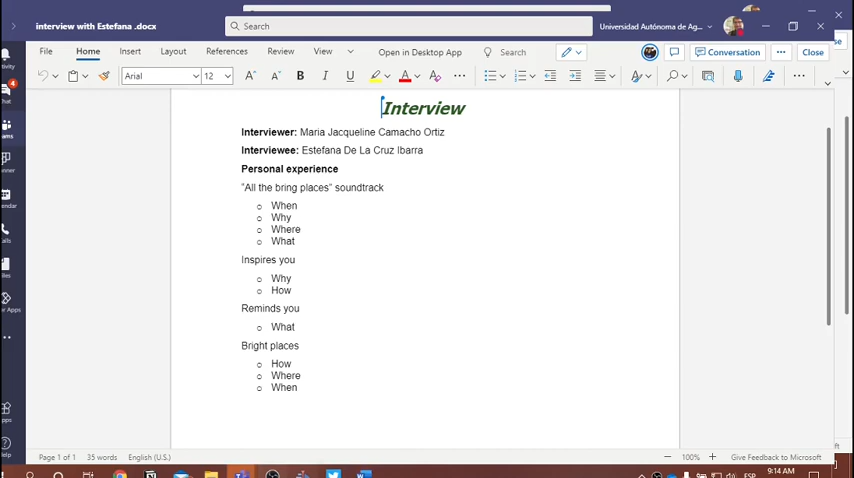 interview with Estefana .docx
Search
Universidad Autónoma de Ag...
File
Home
Insert
Layout
References
Review
View
Open in Desktop App
Search
Conversation
Close
Arial
12
Interview
Interviewer: Maria Jacqueline Camacho Ortiz
Interviewee: Estefana De La Cruz Ibarra
Personal experience
"All the bring places" soundtrack
o When
o Why
o Where
o What
Inspires you
o Why
o How
Reminds you
o What
Bright places
o How
o Where
o When
Page 1 of 1
35 words
English (U.S.)
100%
Give Feedback to Microsoft
ESP
9:14 AM